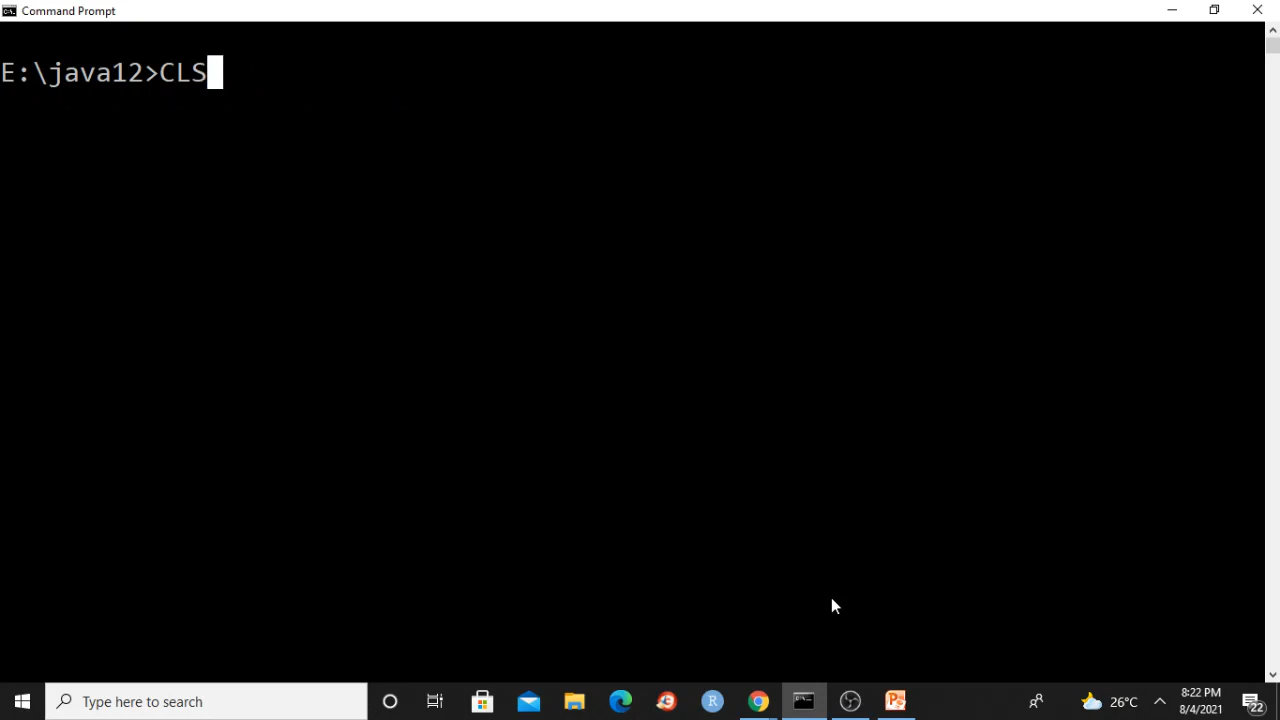 Command Prompt
E:\java12>CLS
Type here to search
R
26°C
8:22 PM
8/4/2021
22